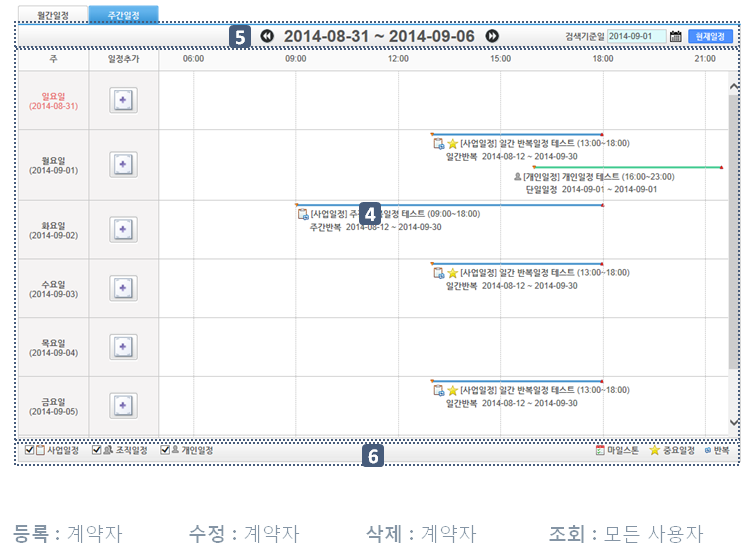 월간일정 주간일정
5 2014-08-31 ~ 2014-09-06 검색기준일 2014-09-01 현재일정
주 일정추가 06:00 09:00 12:00 15:00 18:00 21:00
일요일
(2014-08-31)
월요일
(2014-09-01)
[사업일정] 일간 반복일정 테스트 (13:00~18:00)
일간반복 2014-08-12 ~ 2014-09-30
[개인일정] 개인일정 테스트 (16:00~23:00)
단일일정 2014-09-01 ~ 2014-09-01
화요일
(2014-09-02)
[사업일정] 4 테스트 (09:00~18:00)
주간반복 2014-08-12 ~ 2014-09-30
수요일
(2014-09-03)
[사업일정] 일간 반복일정 테스트 (13:00~18:00)
일간반복 2014-08-12 ~ 2014-09-30
목요일
(2014-09-04)
금요일
(2014-09-05)
[사업일정] 일간 반복일정 테스트 (13:00~18:00)
일간반복 2014-08-12 ~ 2014-09-30
사업일정 조직일정 개인일정 6 마일스톤 중요일정 반복
등록 : 계약자 수정 : 계약자 삭제 : 계약자 조회 : 모든 사용자